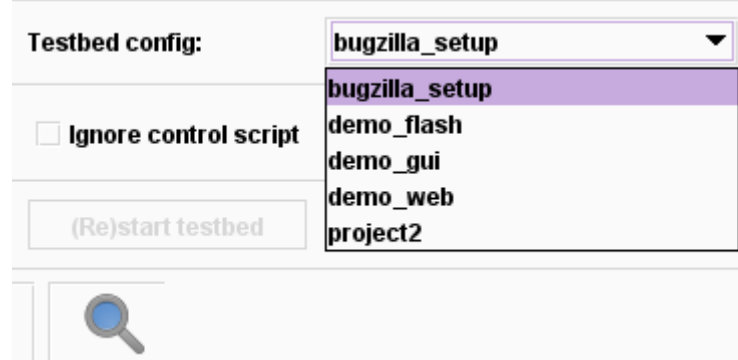 Testbed config:
bugzilla_setup
bugzilla_setup
demo_flash
Ignore control script
demo_gui
demo_web
(Re)start testbed
project2